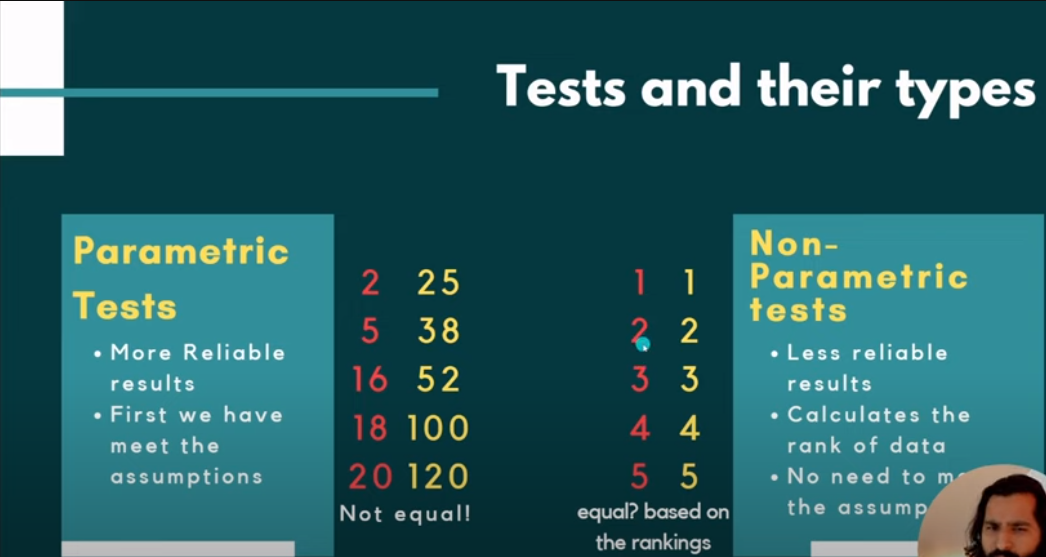 Tests and their types
Parametric
Tests
• More Reliable
results
• First we have
meet the
assumptions
2 25
5 38
16 52
18 100
20 120
Not equal!
1 1
2 2
3 3
4 4
5 5
equal? based on
the rankings
Non-
Parametric
tests
• Less reliable
results
• Calculates the
rank of data
• No need to
the